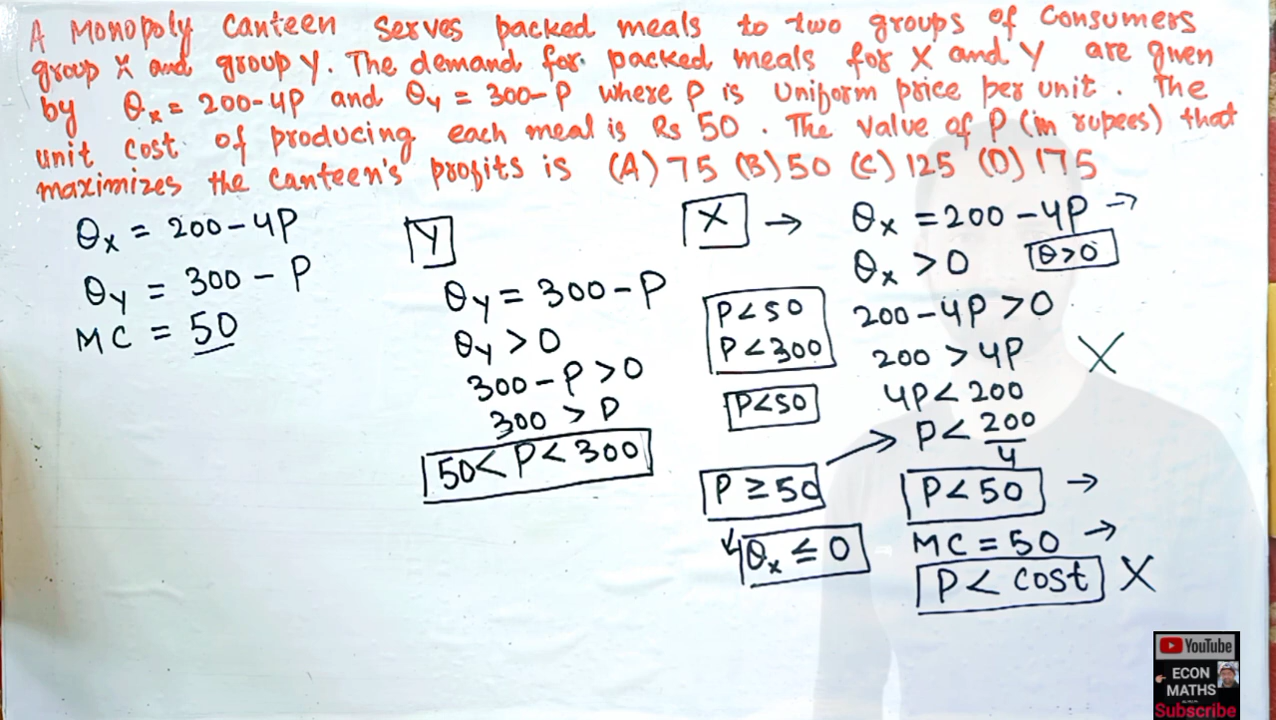 A Monopoly Canteen serves packed meals to two groups of Consumers
group X and group Y. The demand for packed meals for X and Y are given
by Θx = 200-4P and Θy = 300-P where P is Uniform price per unit. The
unit cost of producing each meal is Rs 50. The value of P (in rupees) that
maximizes the canteen's profits is (A) 75 (B) 50 (C) 125 (D) 175
Θx = 200-4P
Θy = 300 - P
MC = 50
Y
Θy = 300-P
Θy > 0
300-P > 0
300 > P
50 < P < 300
X → Θx = 200-4P →
Θx > 0 Θ>0
200-4P > 0
200 > 4P X
4P < 200
P < 200/4
P < 50 →
MC = 50 →
P < cost X
P < 50
P < 300
P<50
P ≥ 50
Θx ≤ 0
YouTube
ECON
MATHS
Subscribe